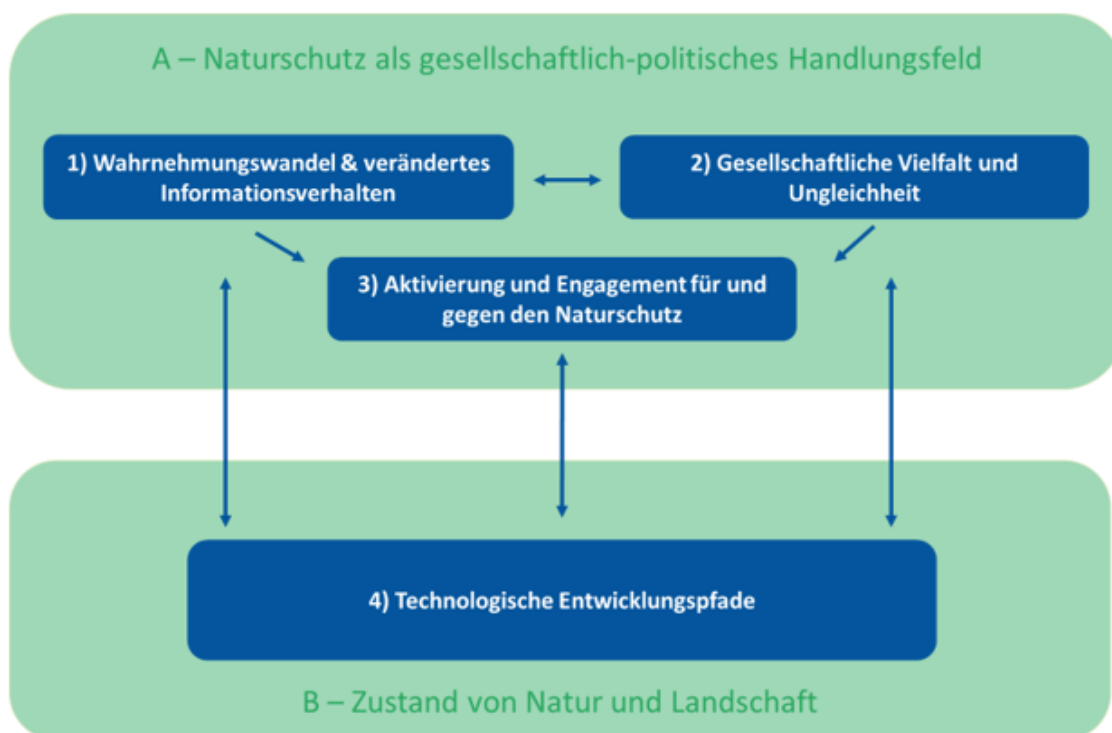 A – Naturschutz als gesellschaftlich-politisches Handlungsfeld
1) Wahrnehmungswandel & verändertes
Informationsverhalten
2) Gesellschaftliche Vielfalt und
Ungleichheit
3) Aktivierung und Engagement für und
gegen den Naturschutz
4) Technologische Entwicklungspfade
B – Zustand von Natur und Landschaft